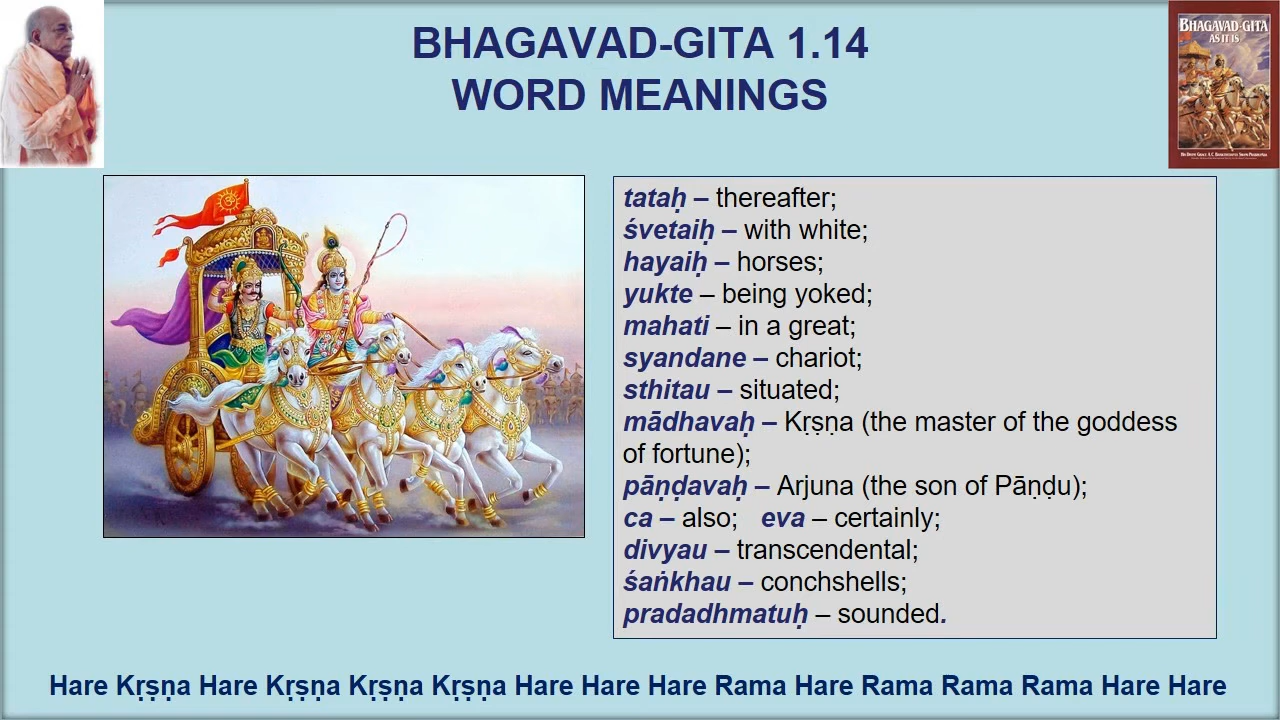 BHAGAVAD-GITA 1.14
WORD MEANINGS
BHAGAVAD-GITA
AS IT IS
tataḥ – thereafter;
śvetaiḥ – with white;
hayaiḥ – horses;
yukte – being yoked;
mahati – in a great;
syandane – chariot;
sthitau – situated;
mādhavaḥ – Kṛṣṇa (the master of the goddess
of fortune);
pāṇḍavaḥ – Arjuna (the son of Pāṇḍu);
ca – also; eva – certainly;
divyau – transcendental;
śaṅkhau – conchshells;
pradadhmatuḥ – sounded.
Hare Kṛṣṇa Hare Kṛṣṇa Kṛṣṇa Kṛṣṇa Hare Hare Hare Rama Hare Rama Rama Rama Hare Hare